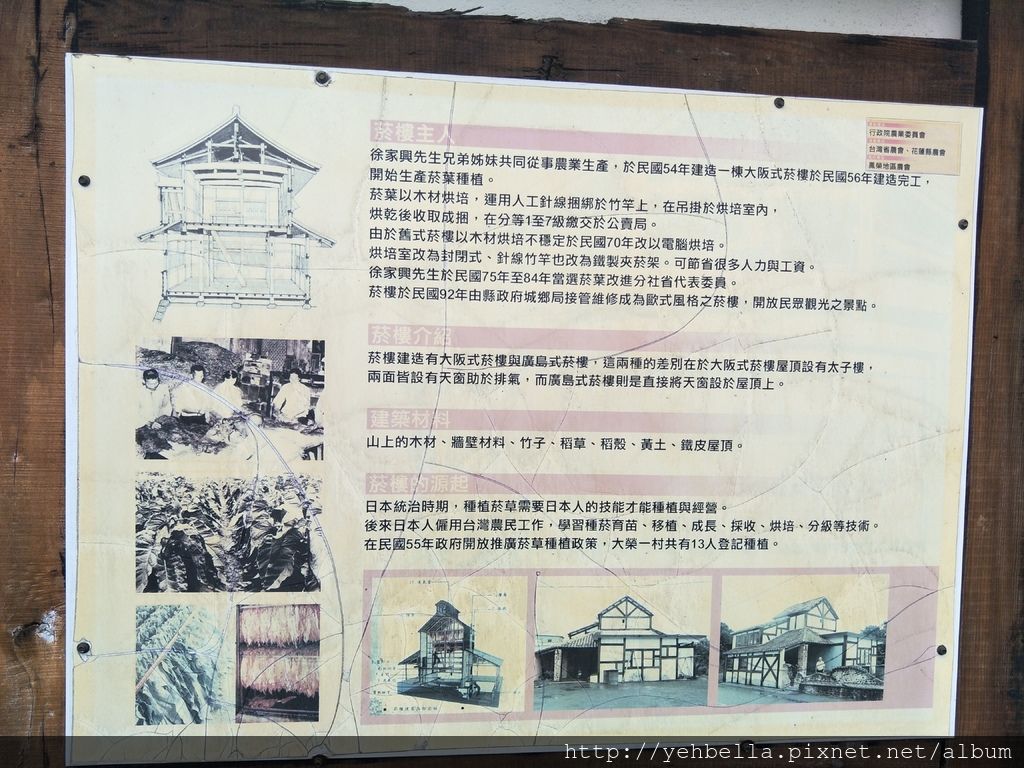 菸樓主人
徐家興先生兄弟姊妹共同從事農業生產，於民國54年建造一棟大阪式菸樓於民國56年建造完工，
開始生產菸葉種植。
菸葉以木材烘培，運用人工針線捆綁於竹竿上，在吊掛於烘培室內，
烘乾後收取成捆，在分等1至7級繳交於公賣局。
由於舊式菸樓以木材烘培不穩定於民國70年改以電腦烘培。
烘培室改為封閉式、針線竹竿也改為鐵製夾菸架。可節省很多人力與工資。
徐家興先生於民國75年至84年當選菸葉改進分社省代表委員。
菸樓於民國92年由縣政府城鄉局接管維修成為歐式風格之菸樓，開放民眾觀光之景點。
行政院農業委員會
台灣省農會、花蓮縣農會
鳳榮地區農會
菸樓介紹
菸樓建造有大阪式菸樓與廣島式菸樓，這兩種的差別在於大阪式菸樓屋頂設有太子樓，
兩面皆設有天窗助於排氣，而廣島式菸樓則是直接將天窗設於屋頂上。
建築材料
山上的木材、牆壁材料、竹子、稻草、稻殼、黃土、鐵皮屋頂。
菸樓的源起
日本統治時期，種植菸草需要日本人的技能才能種植與經營。
後來日本人僱用台灣農民工作，學習種菸育苗、移植、成長、採收、烘培、分級等技術。
在民國55年政府開放推廣菸草種植政策，大榮一村共有13人登記種植。
http://yehbella.pixnet.net/album